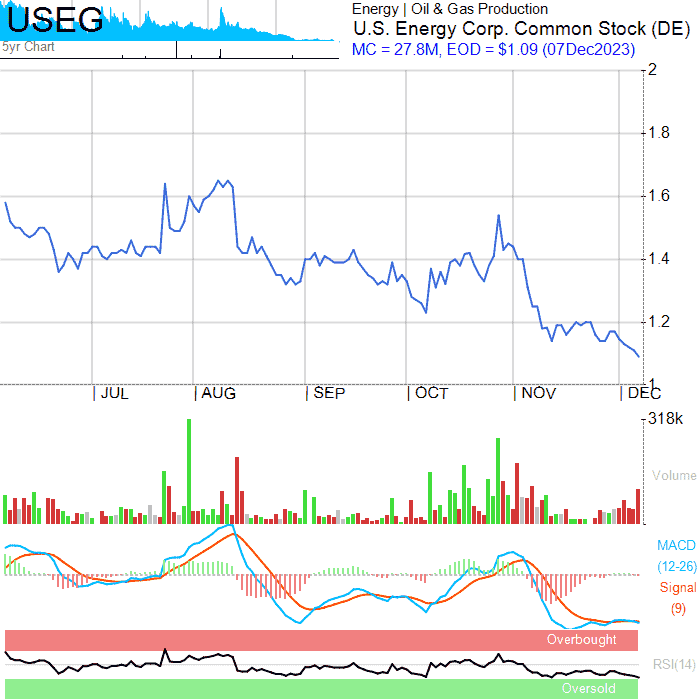 USEG
5yr Chart
Energy | Oil & Gas Production
U.S. Energy Corp. Common Stock (DE)
MC = 27.8M, EOD = $1.09 (07Dec2023)
2
1.8
1.6
1.4
1.2
1
JUL AUG SEP OCT NOV DEC
318k
Volume
MACD
(12-26)
Signal
(9)
Overbought
RSI(14)
Oversold